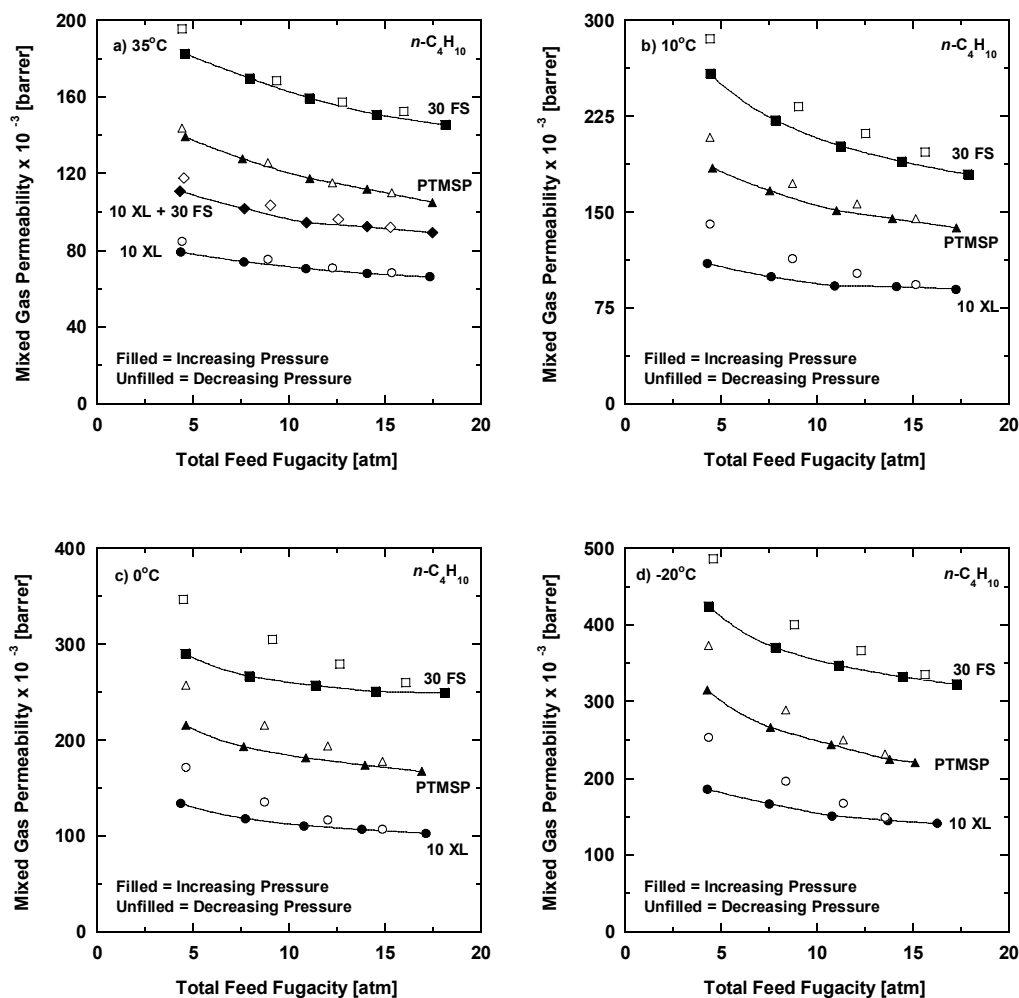 a) 35°C
n-C4H10
200
160
120
80
40
0
Mixed Gas Permeability x 10 -3 [barrer]
30 FS
PTMSP
10 XL + 30 FS
10 XL
Filled = Increasing Pressure
Unfilled = Decreasing Pressure
0 5 10 15 20
Total Feed Fugacity [atm]
b) 10°C
n-C4H10
300
225
150
75
0
Mixed Gas Permeability x 10 -3 [barrer]
30 FS
PTMSP
10 XL
Filled = Increasing Pressure
Unfilled = Decreasing Pressure
0 5 10 15 20
Total Feed Fugacity [atm]
c) 0°C
n-C4H10
400
300
200
100
0
Mixed Gas Permeability x 10 -3 [barrer]
30 FS
PTMSP
10 XL
Filled = Increasing Pressure
Unfilled = Decreasing Pressure
0 5 10 15 20
Total Feed Fugacity [atm]
d) -20°C
n-C4H10
500
400
300
200
100
0
Mixed Gas Permeability x 10 -3 [barrer]
30 FS
PTMSP
10 XL
Filled = Increasing Pressure
Unfilled = Decreasing Pressure
0 5 10 15 20
Total Feed Fugacity [atm]